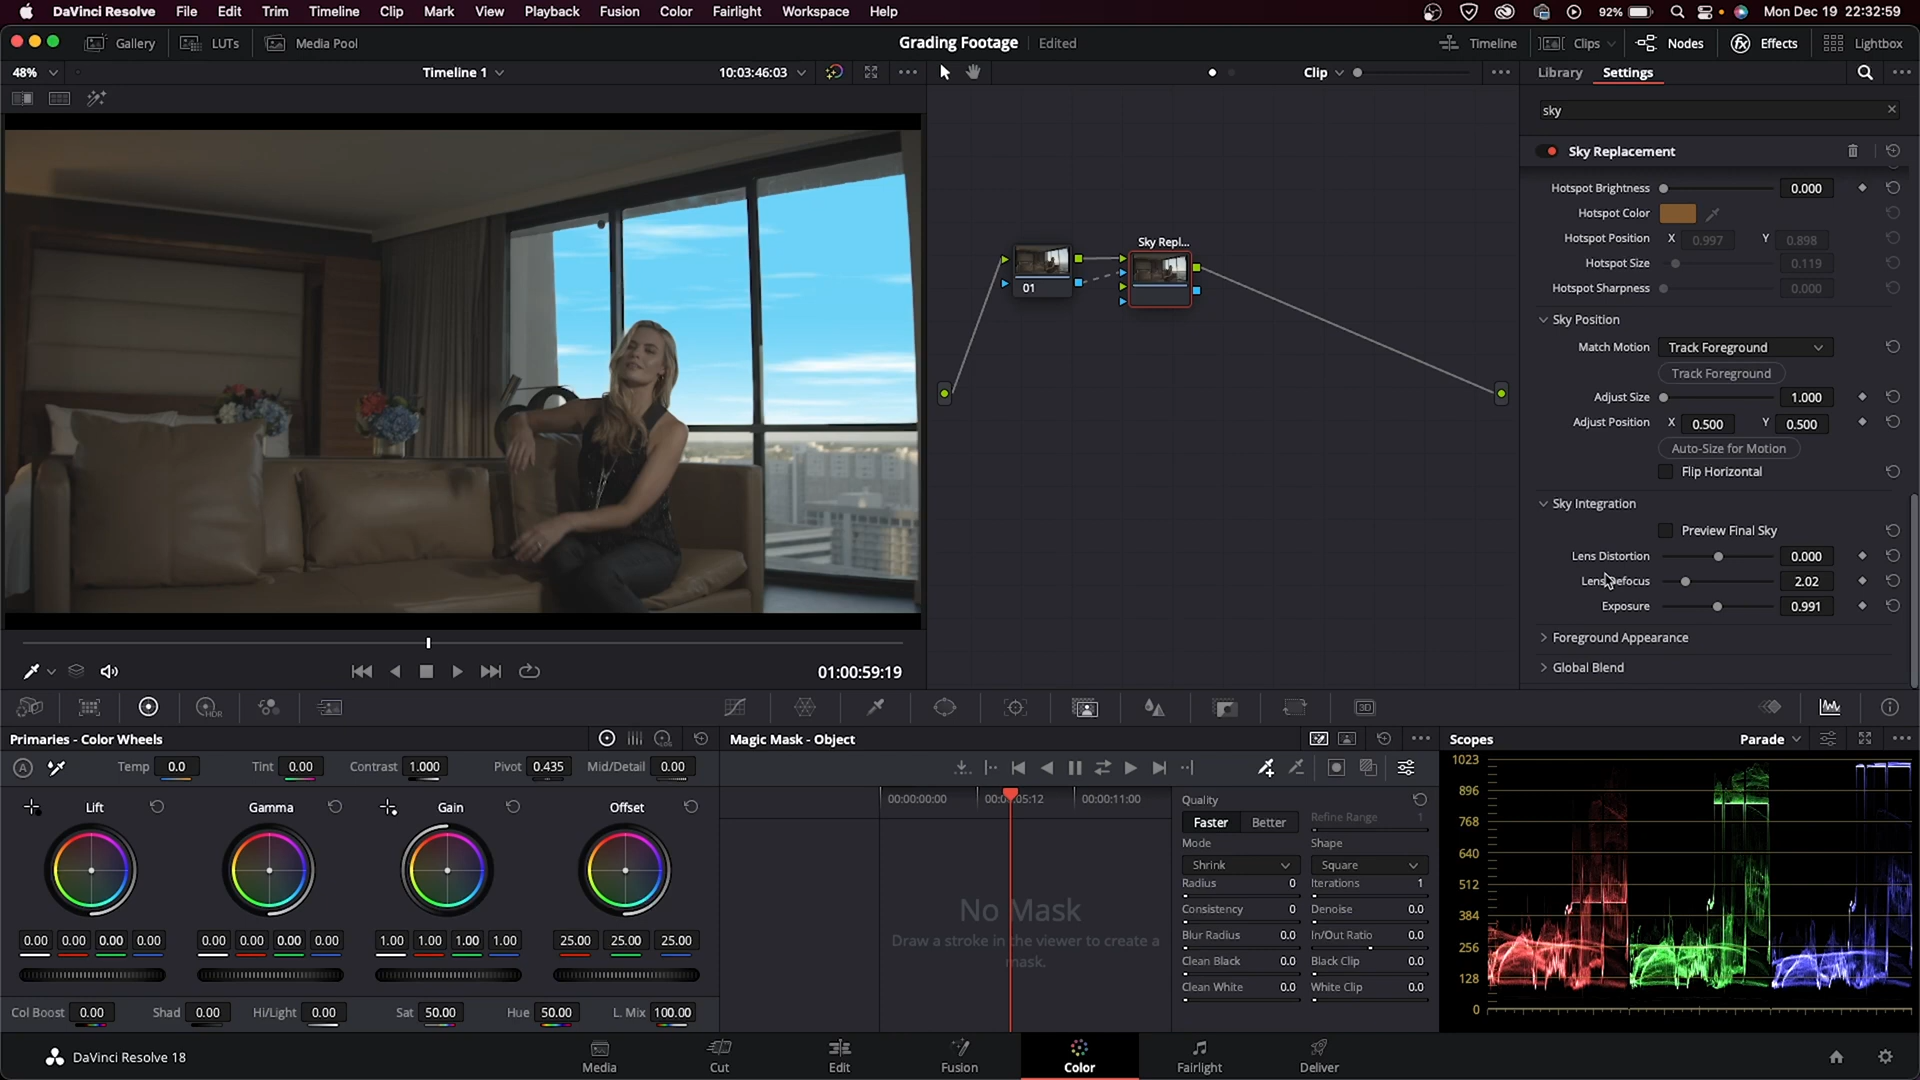 DaVinci Resolve File Edit Trim Timeline Clip Mark View Playback Fusion Color Fairlight Workspace Help 92% Mon Dec 19 22:32:59
Gallery LUTs Media Pool Grading Footage Edited Timeline Clips Nodes Effects Lightbox
48% Timeline 1 10:03:46:03 Clip Library Settings
sky
Sky Replacement
Hotspot Brightness 0.000
Hotspot Color
Hotspot Position X 0.997 Y 0.898
Hotspot Size 0.119
Hotspot Sharpness 0.000
Sky Position
Match Motion Track Foreground
Track Foreground
Adjust Size 1.000
Adjust Position X 0.500 Y 0.500
Auto-Size for Motion
Flip Horizontal
Sky Integration
Preview Final Sky
Lens Distortion 0.000
Lens Defocus 2.02
Exposure 0.991
Foreground Appearance
Global Blend
Sky Repl...
01
01:00:59:19
HDR
3D
Primaries - Color Wheels
A Temp 0.0 Tint 0.00 Contrast 1.000 Pivot 0.435 Mid/Detail 0.00
Lift Gamma Gain Offset
0.00 0.00 0.00 0.00 0.00 0.00 0.00 0.00 1.00 1.00 1.00 1.00 25.00 25.00 25.00
Col Boost 0.00 Shad 0.00 Hi/Light 0.00 Sat 50.00 Hue 50.00 L. Mix 100.00
Magic Mask - Object
00:00:00:00 00:00:05:12 00:00:11:00
No Mask
Draw a stroke in the viewer to create a
mask.
Quality
Faster Better Refine Range 1
Mode Shape
Shrink Square
Radius 0 Iterations 1
Consistency 0 Denoise 0.0
Blur Radius 0.0 In/Out Ratio 0.0
Clean Black 0.0 Black Clip 0.0
Clean White 0.0 White Clip 0.0
Scopes Parade
1023
896
768
640
512
384
256
128
0
DaVinci Resolve 18 Media Cut Edit Fusion Color Fairlight Deliver